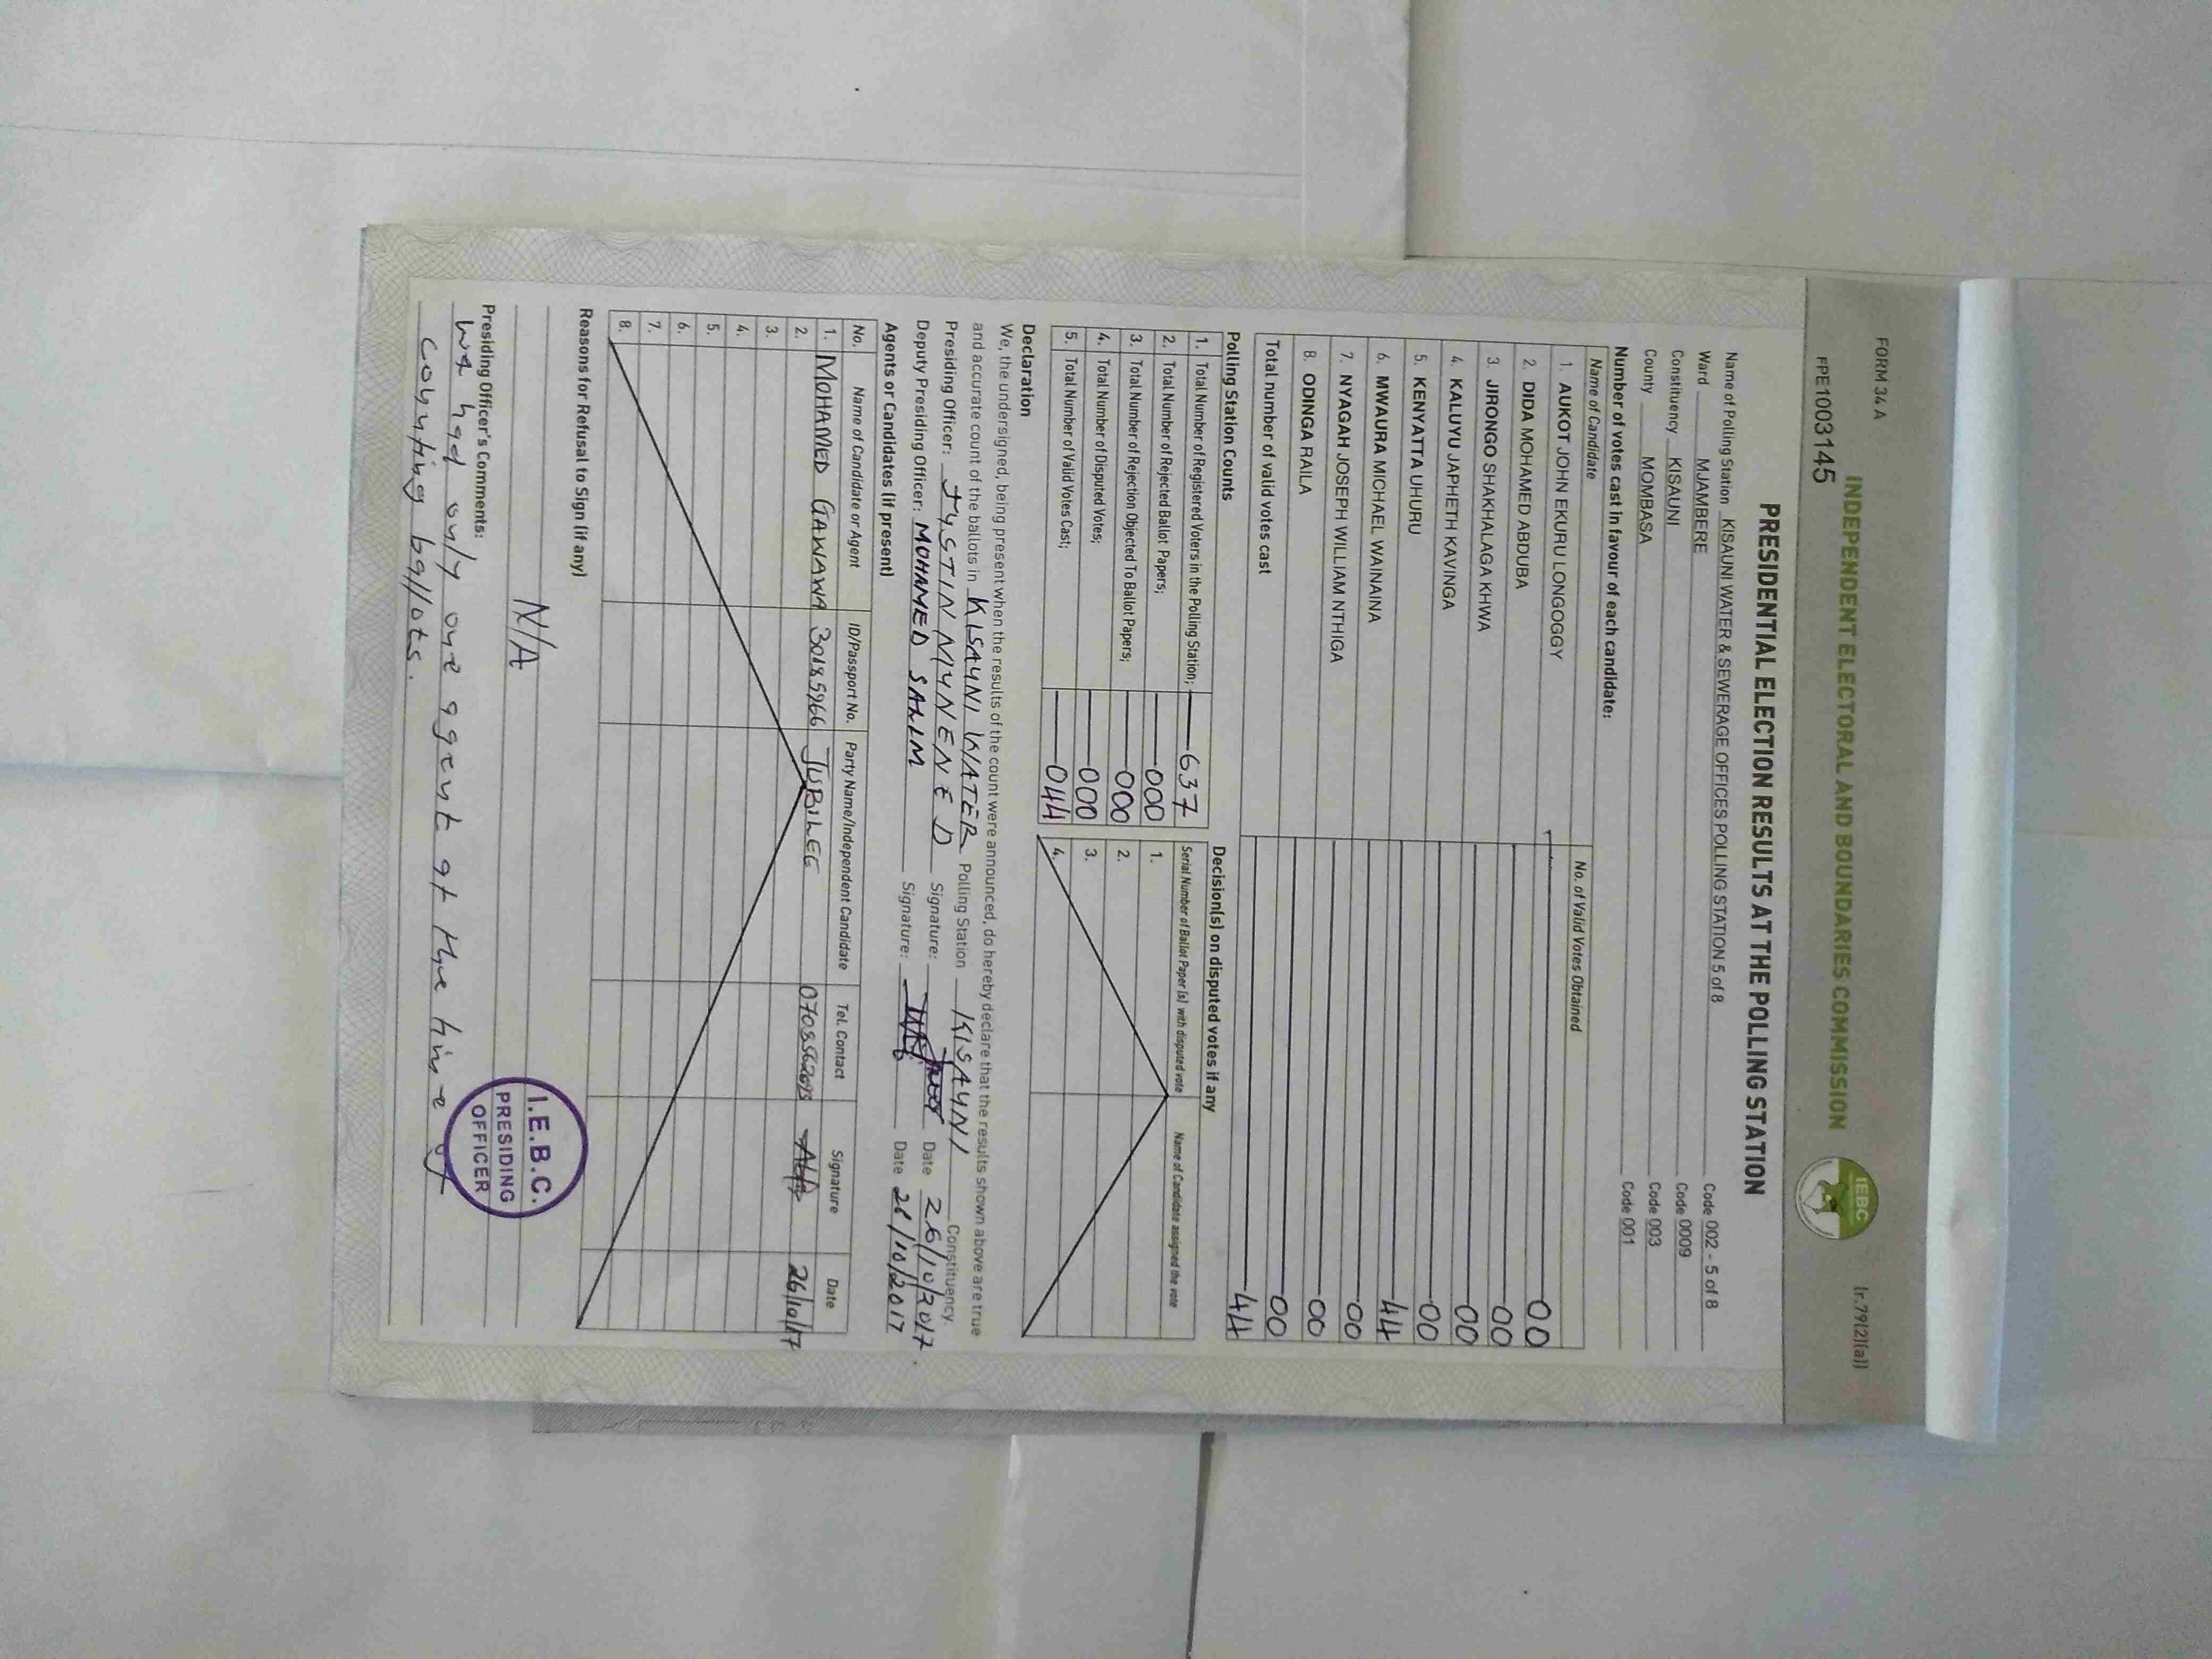 FORM 34 A
(r.79(2)(a))
INDEPENDENT ELECTORAL AND BOUNDARIES COMMISSION
IEBC
PPE1003145
PRESIDENTIAL ELECTION RESULTS AT THE POLLING STATION
Name of Polling Station KISAUNI WATER & SEWERAGE OFFICES POLLING STATION 5 of 8 Code 002 - 5 of 8
Ward MJAMBERE Code 0009
Constituency KISAUNI Code 003
County MOMBASA Code 001
Number of votes cast in favour of each candidate:
Name of Candidate No. of Valid Votes Obtained
1. AUKOT JOHN EKURU LONGOGGY 00
2. DIDA MOHAMED ABDUBA 00
3. JIRONGO SHAKHALAGA KHWA 00
4. KALUYU JAPHETH KAVINGA 00
5. KENYATTA UHURU 44
6. MWAURA MICHAEL WAINAINA 00
7. NYAGAH JOSEPH WILLIAM NTHIGA 00
8. ODINGA RAILA 00
Total number of valid votes cast 44
Polling Station Counts
1. Total Number of Registered Voters in the Polling Station; 637
2. Total Number of Rejected Ballot Papers; 000
3. Total Number of Rejection Objected To Ballot Papers; 000
4. Total Number of Disputed Votes; 000
5. Total Number of Valid Votes Cast; 044
Decision(s) on disputed votes if any
Serial Number of Ballot Paper (s) with disputed vote Name of Candidate assigned the vote
1.
2.
3.
4.
Declaration
We, the undersigned, being present when the results of the count were announced, do hereby declare that the results shown above are true
and accurate count of the ballots in KISAUNI WATER Polling Station KISAUNI Constituency.
Presiding Officer: JUSTIN MUNENE D Signature: Date 26/10/2017
Deputy Presiding Officer: MOHAMED SALIM Signature: Date 26/10/2017
Agents or Candidates (if present)
No. Name of Candidate or Agent ID/Passport No. Party Name/Independent Candidate Tel. Contact Signature Date
1. MOHAMED GAWAWA 30185966 JUBILEE 26/10/17
2.
3.
4.
5.
6.
7.
8.
Reasons for Refusal to Sign (if any)
N/A
Presiding Officer's Comments:
we had only one agent at the time of
counting ballots.
I.E.B.C.
PRESIDING
OFFICER